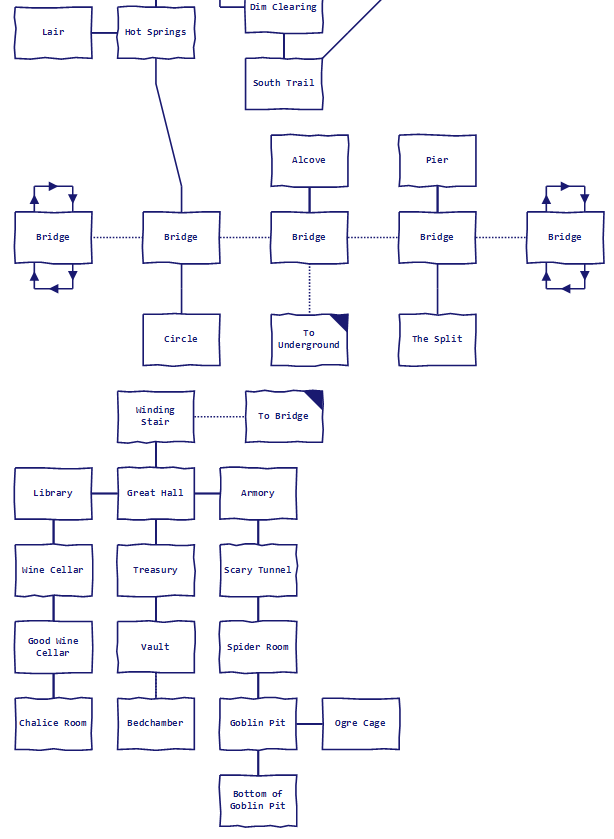 Dim Clearing
Lair
Hot Springs
South Trail
Alcove
Pier
Bridge
Bridge
Bridge
Bridge
Bridge
Circle
To
Underground
The Split
Winding
Stair
To Bridge
Library
Great Hall
Armory
Wine Cellar
Treasury
Scary Tunnel
Good Wine
Cellar
Vault
Spider Room
Chalice Room
Bedchamber
Goblin Pit
Ogre Cage
Bottom of
Goblin Pit